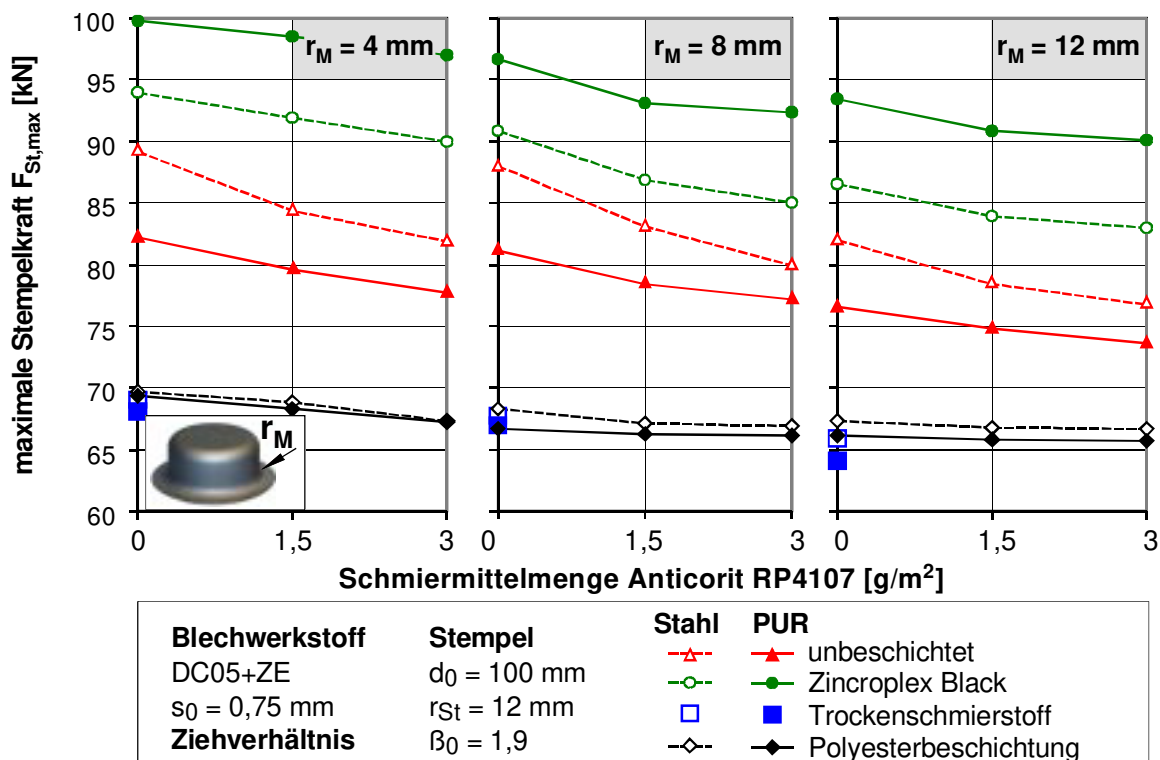 maximale Stempelkraft F_St,max [kN]
100
95
90
85
80
75
70
65
60
r_M = 4 mm
r_M = 8 mm
r_M = 12 mm
r_M
0 1,5 3
0 1,5 3
0 1,5 3
Schmiermittelmenge Anticorit RP4107 [g/m²]
Blechwerkstoff
DC05+ZE
s₀ = 0,75 mm
Ziehverhältnis
Stempel
d₀ = 100 mm
r_St = 12 mm
ß₀ = 1,9
Stahl PUR
unbeschichtet
Zincroplex Black
Trockenschmierstoff
Polyesterbeschichtung